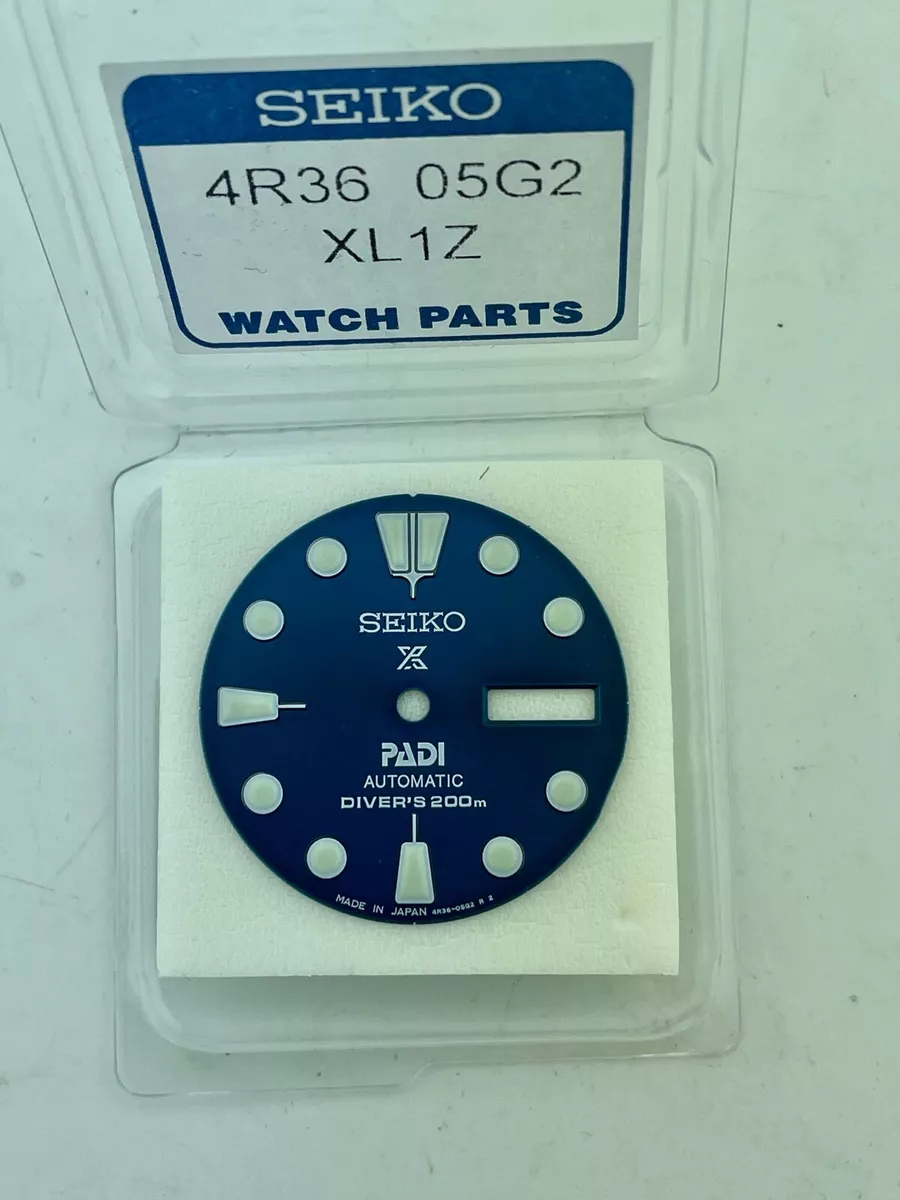 SEIKO
4R36 05G2
XL1Z
WATCH PARTS
SEIKO
PADI
AUTOMATIC
DIVER'S 200m
MADE IN JAPAN 4R36-05G2 R 2